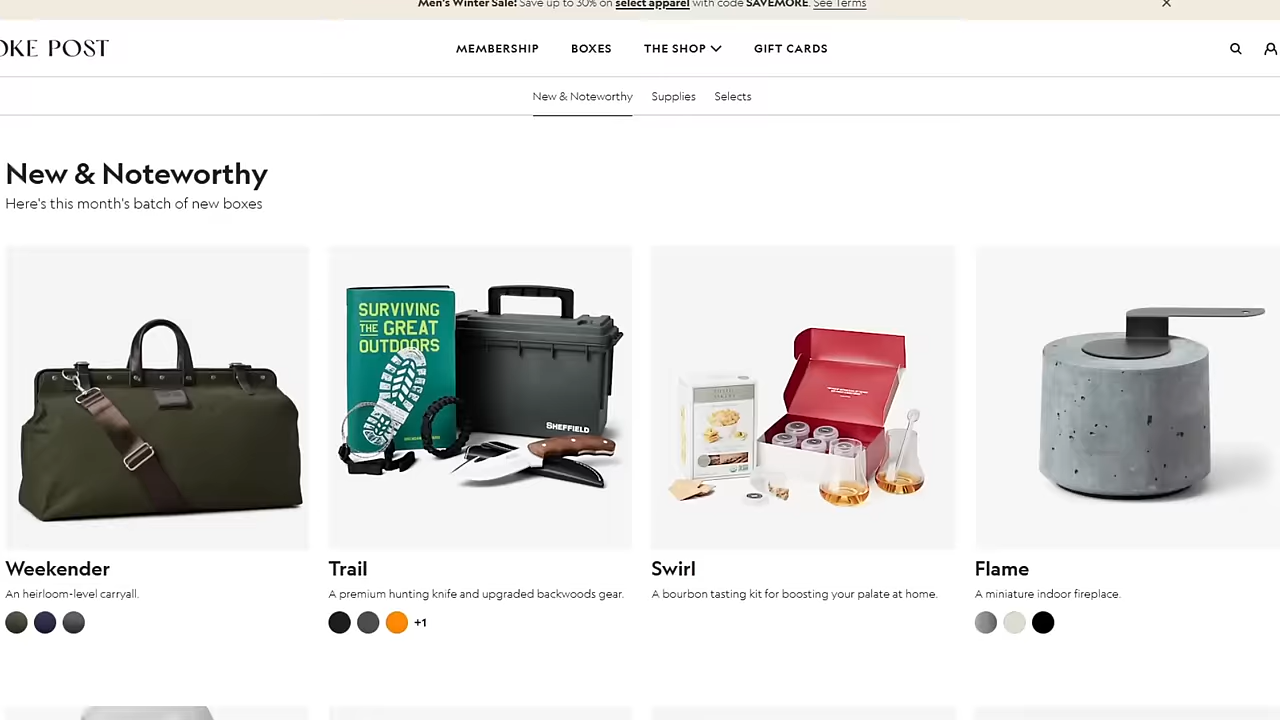 Men's Winter Sale! Save up to 30% on select apparel with code SAVEMORE. See Terms
OKE POST
MEMBERSHIP BOXES THE SHOP GIFT CARDS
New & Noteworthy Supplies Selects
New & Noteworthy
Here's this month's batch of new boxes
SURVIVING
THE GREAT
OUTDOORS
SHEFFIELD
Weekender
An heirloom-level carryall.
Trail
A premium hunting knife and upgraded backwoods gear.
+1
Swirl
A bourbon tasting kit for boosting your palate at home.
Flame
A miniature indoor fireplace.